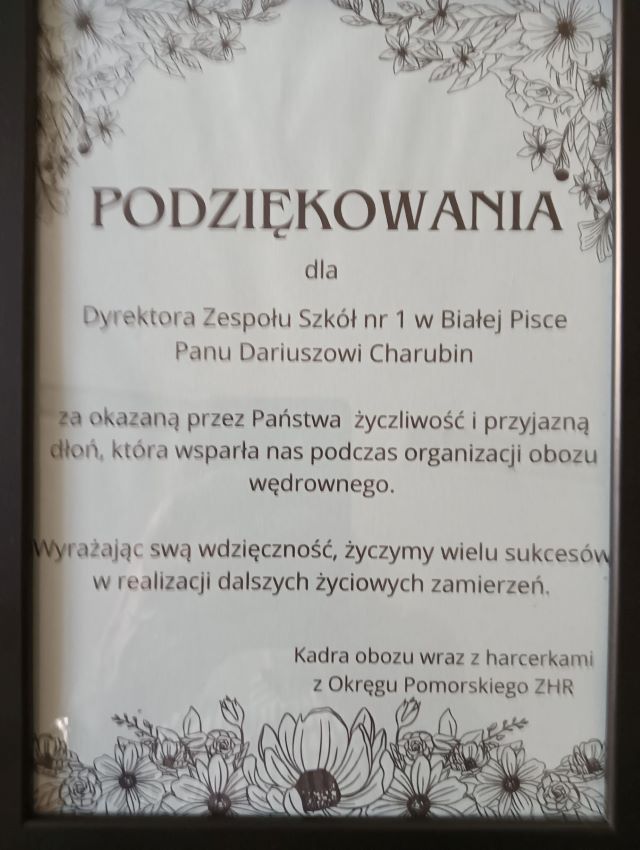 PODZIĘKOWANIA
dla
Dyrektora Zespołu Szkół nr 1 w Białej Pisce
Panu Dariuszowi Charubin
za okazaną przez Państwa życzliwość i przyjazną
dłoń, która wsparła nas podczas organizacji obozu
wędrownego.
Wyrażając swą wdzięczność, życzymy wielu sukcesów
w realizacji dalszych życiowych zamierzeń.
Kadra obozu wraz z harcerkami
z Okręgu Pomorskiego ZHR